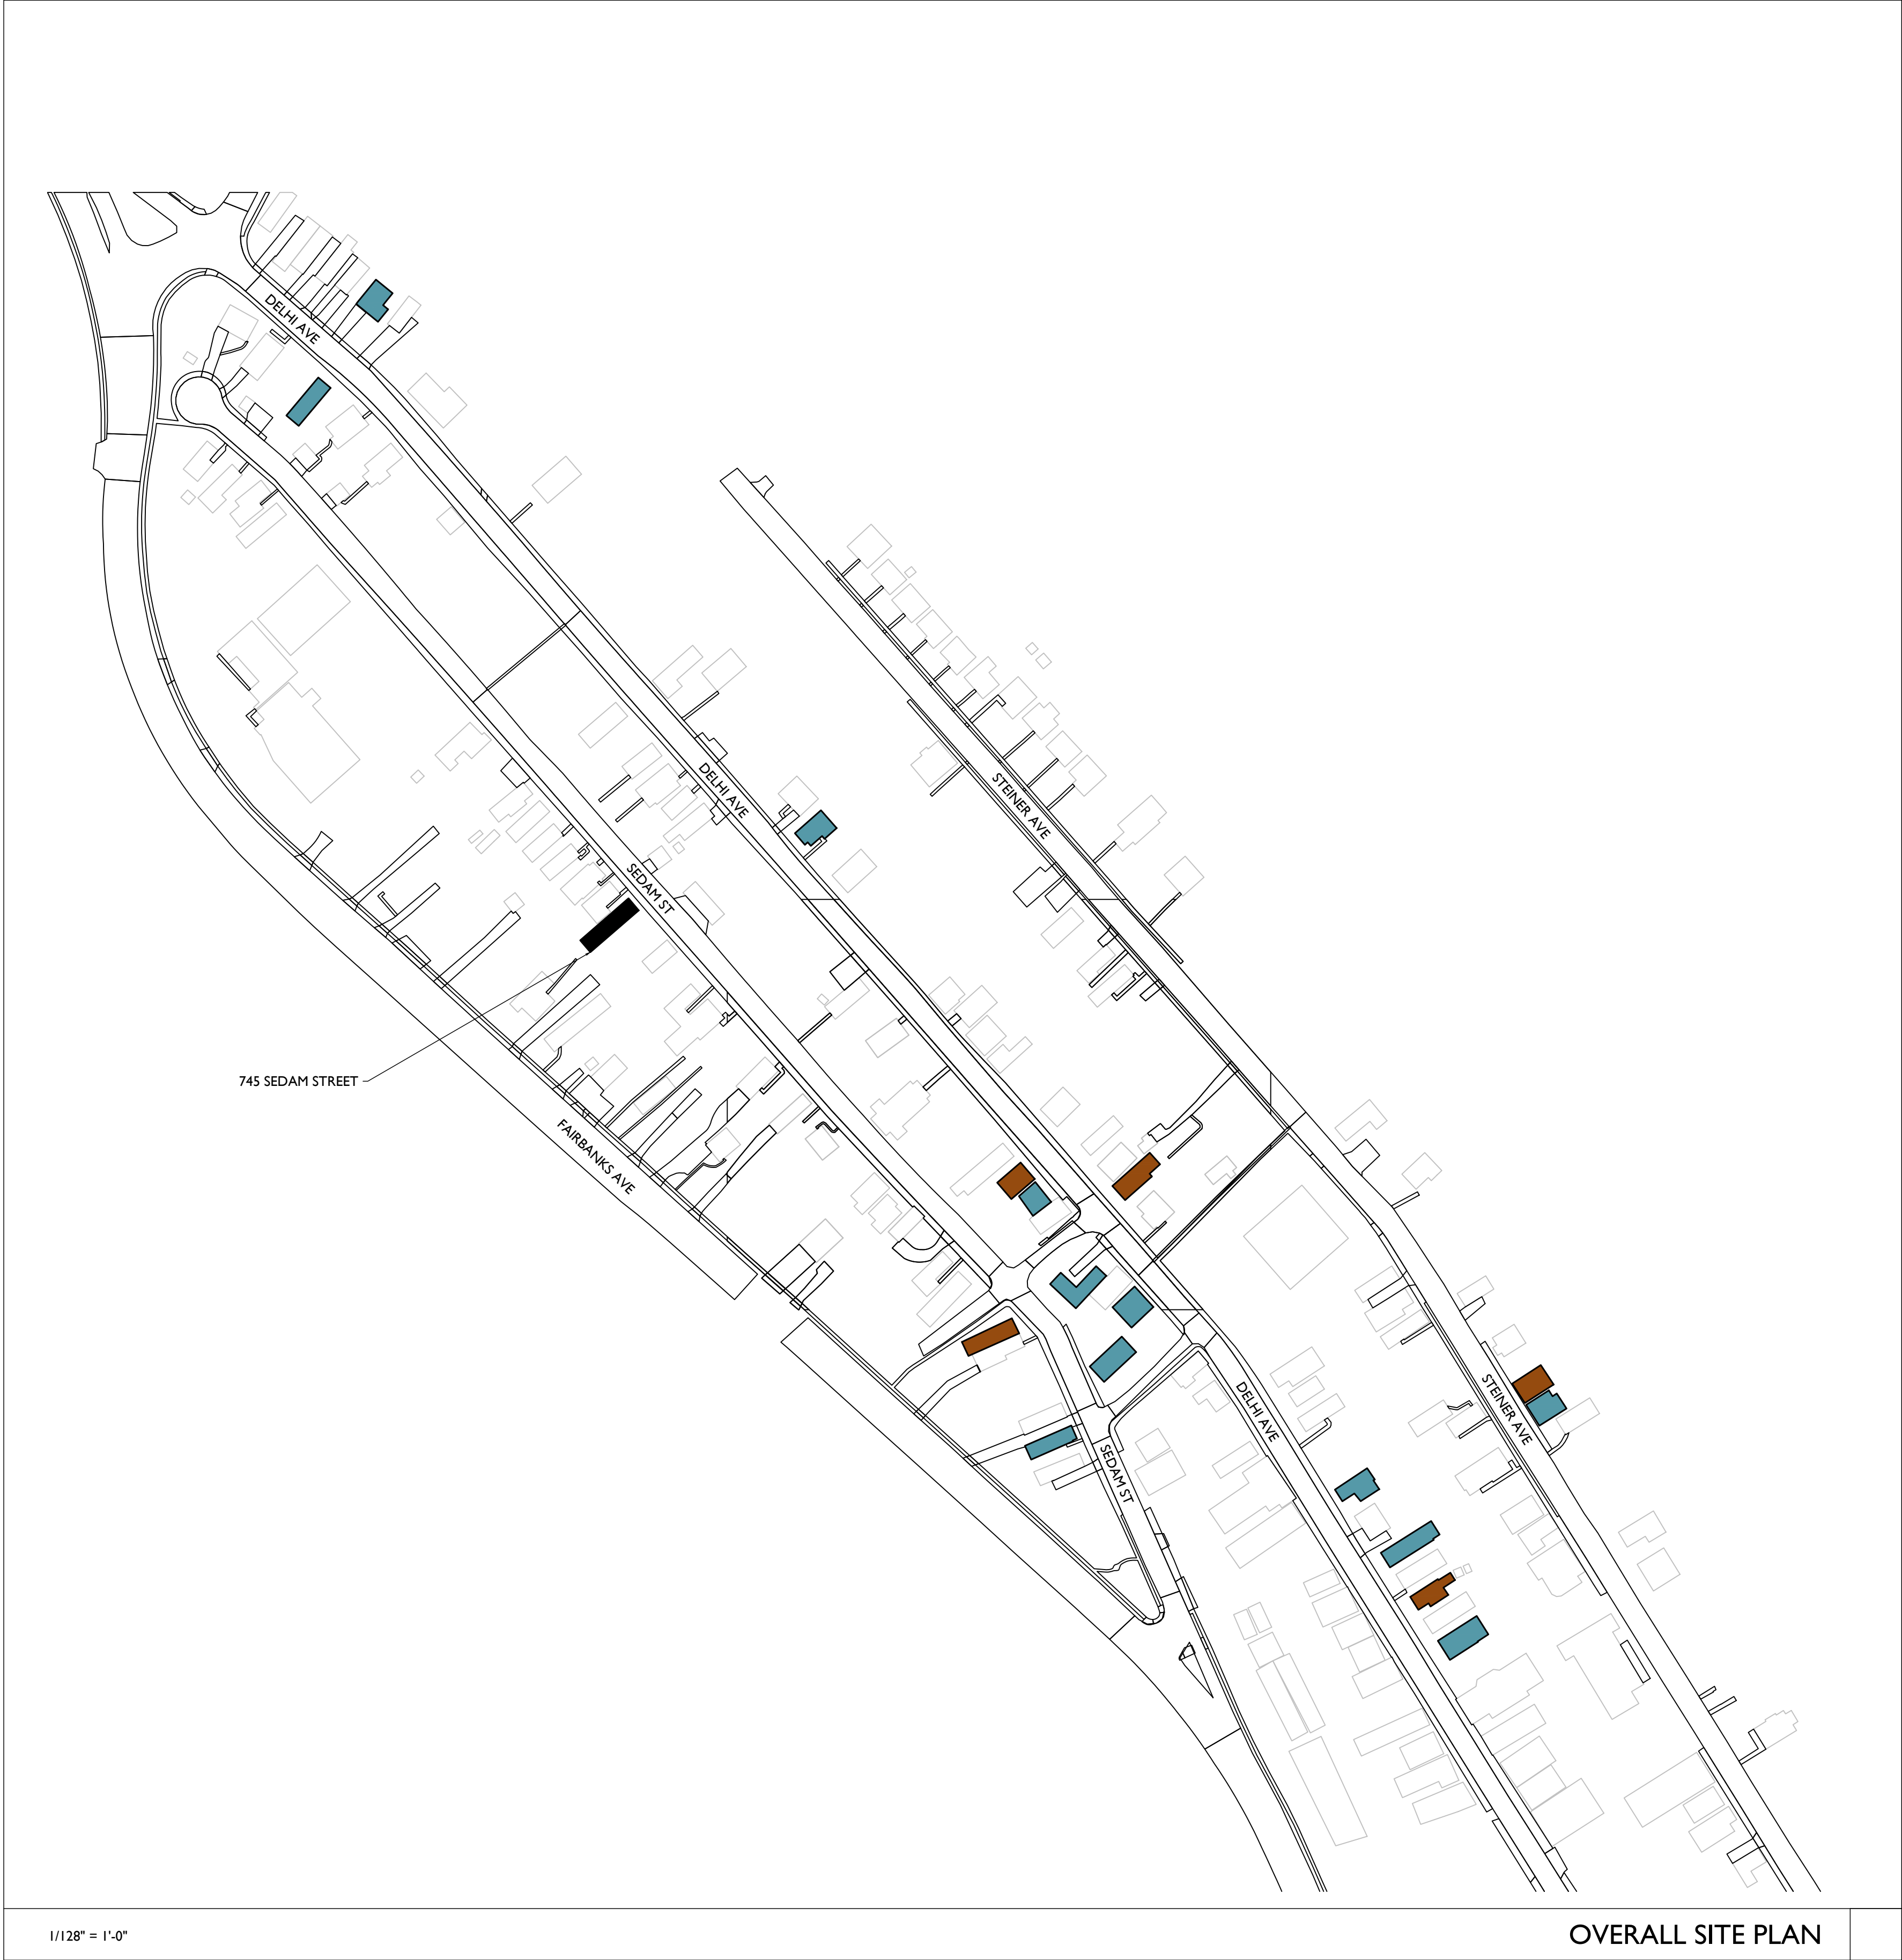 DELHI AVE
DELHI AVE
STEINER AVE
SEDAM ST
745 SEDAM STREET
FAIRBANKS AVE
DELHI AVE
STEINER AVE
SEDAM ST
1/128" = 1'-0"
OVERALL SITE PLAN